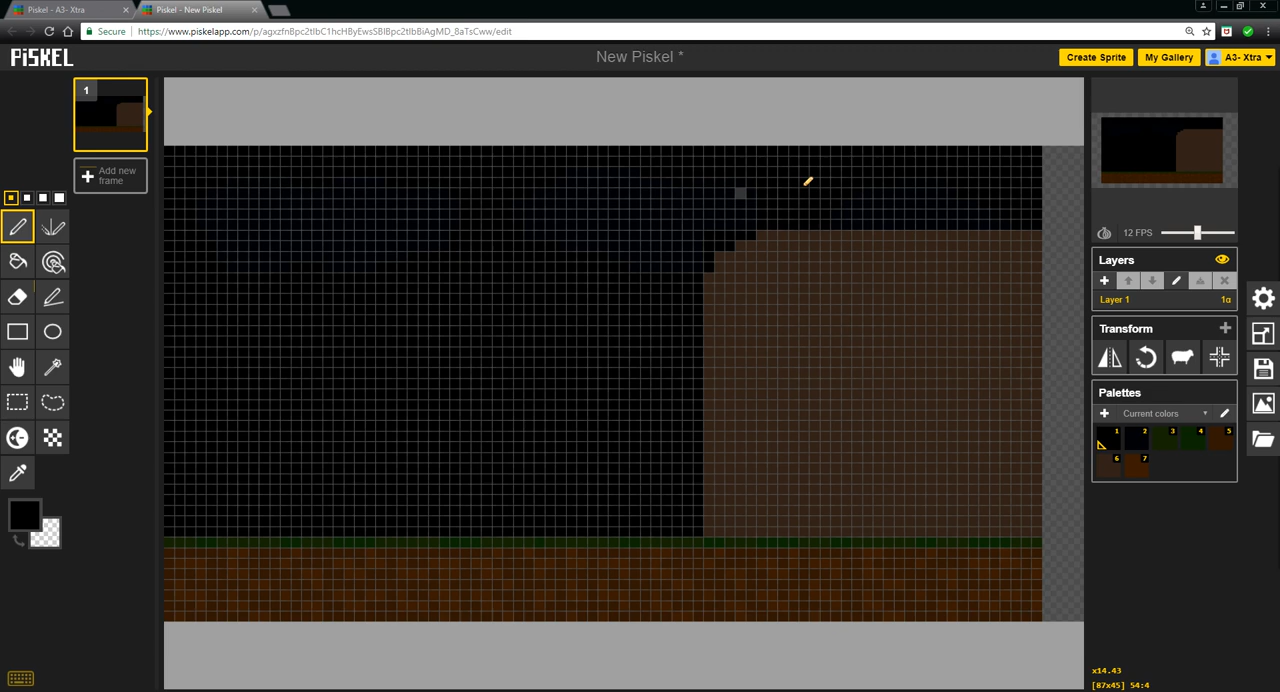 Piskel - A3- Xtra
Piskel - New Piskel
Secure
https://www.piskelapp.com/p/agxzfnBpc2tlbC1hcHByEwsSBlBpc2tlbBiAgMD_8aTsCww/edit
PISKEL
New Piskel *
Create Sprite
My Gallery
A3- Xtra
1
Add new
frame
12 FPS
Layers
Layer 1
1α
Transform
Palettes
Current colors
1
2
3
4
5
6
7
x14.43
[87x45] 54:4